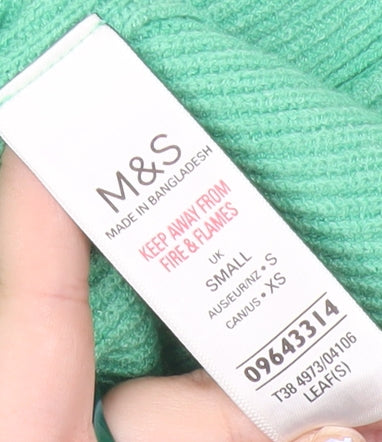 M&S
MADE IN BANGLADESH
KEEP AWAY FROM
FIRE & FLAMES
UK
SMALL
AUS/EUR/NZ • S
CAN/US • XS
09643314
T38 4973/04106
LEAF(S)